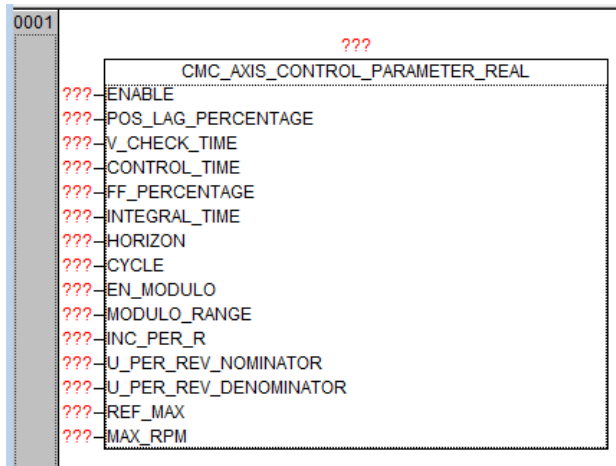 0001
???
CMC_AXIS_CONTROL_PARAMETER_REAL
???ENABLE
???POS_LAG_PERCENTAGE
???V_CHECK_TIME
???CONTROL_TIME
???FF_PERCENTAGE
???INTEGRAL_TIME
???HORIZON
???CYCLE
???EN_MODULO
???MODULO_RANGE
???INC_PER_R
???U_PER_REV_NOMINATOR
???U_PER_REV_DENOMINATOR
???REF_MAX
???MAX_RPM